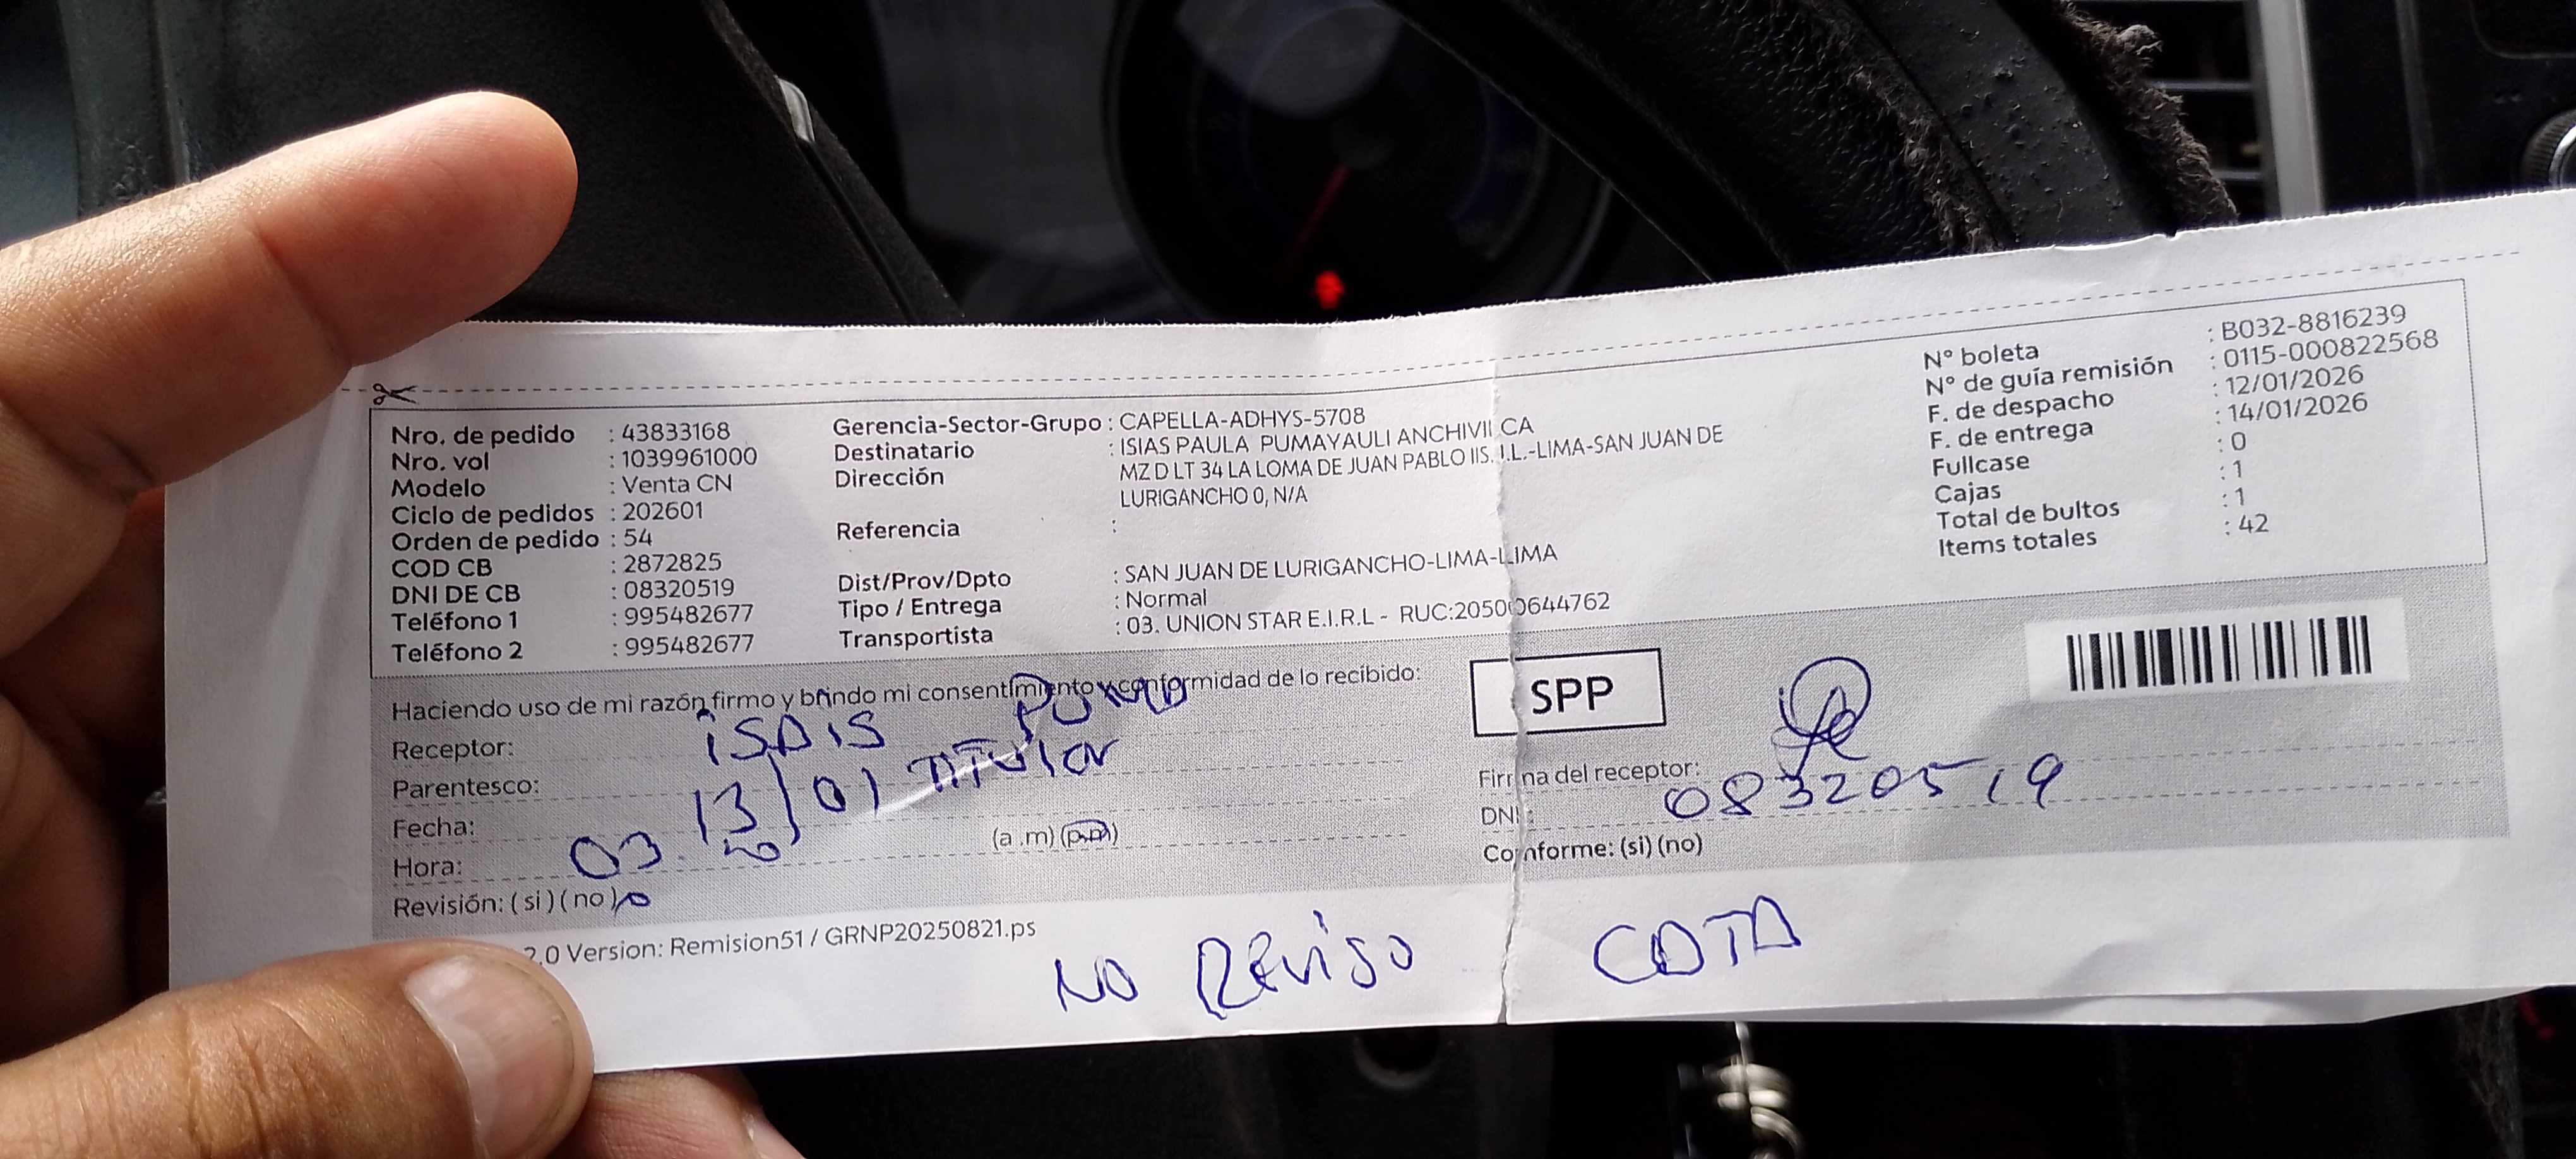 Nro. de pedido : 43833168
Nro. vol : 1039961000
Modelo : Venta CN
Ciclo de pedidos : 202601
Orden de pedido : 54
COD CB : 2872825
DNI DE CB : 08320519
Teléfono 1 : 995482677
Teléfono 2 : 995482677
Gerencia-Sector-Grupo : CAPELLA-ADHYS-5708
Destinatario : ISIAS PAULA PUMAYAULI ANCHIVILCA
Dirección : MZ D LT 34 LA LOMA DE JUAN PABLO IIS.J.L.-LIMA-SAN JUAN DE
LURIGANCHO 0, N/A
Referencia :
Dist/Prov/Dpto : SAN JUAN DE LURIGANCHO-LIMA-LIMA
Tipo / Entrega : Normal
Transportista : 03. UNION STAR E.I.R.L - RUC:20500644762
N° boleta : B032-8816239
N° de guía remisión : 0115-000822568
F. de despacho : 12/01/2026
F. de entrega : 14/01/2026
Fullcase : 0
Cajas : 1
Total de bultos : 1
Items totales : 42
Haciendo uso de mi razón firmo y brindo mi consentimiento y conformidad de lo recibido:
Receptor: iSAIS PUMA
Parentesco: TiTulor
Fecha: 13/01
Hora: 03.20 (a .m) (p.m)
Revisión: ( si ) ( no )
SPP
Firma del receptor:
DNI: 08320519
Conforme: (si) (no)
2.0 Version: Remision51 / GRNP20250821.ps
NO REViSO COTA